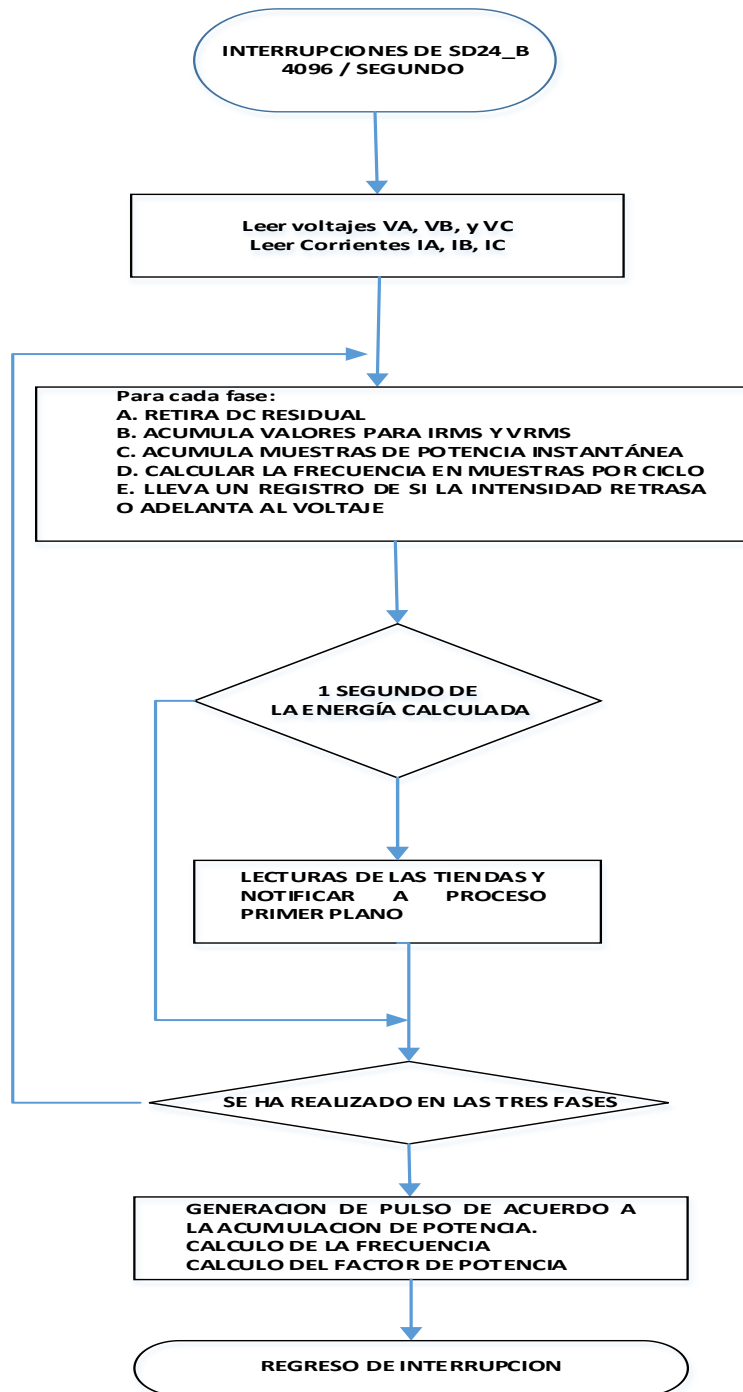 INTERRUPCIONES DE SD24_B
4096 / SEGUNDO
Leer voltajes VA, VB, y VC
Leer Corrientes IA, IB, IC
Para cada fase:
A. RETIRA DC RESIDUAL
B. ACUMULA VALORES PARA IRMS Y VRMS
C. ACUMULA MUESTRAS DE POTENCIA INSTANTÁNEA
D. CALCULAR LA FRECUENCIA EN MUESTRAS POR CICLO
E. LLEVA UN REGISTRO DE SI LA INTENSIDAD RETRASA
O ADELANTA AL VOLTAJE
1 SEGUNDO DE
LA ENERGÍA CALCULADA
LECTURAS DE LAS TIENDAS Y
NOTIFICAR A PROCESO
PRIMER PLANO
SE HA REALIZADO EN LAS TRES FASES
GENERACION DE PULSO DE ACUERDO A
LA ACUMULACION DE POTENCIA.
CALCULO DE LA FRECUENCIA
CALCULO DEL FACTOR DE POTENCIA
REGRESO DE INTERRUPCION